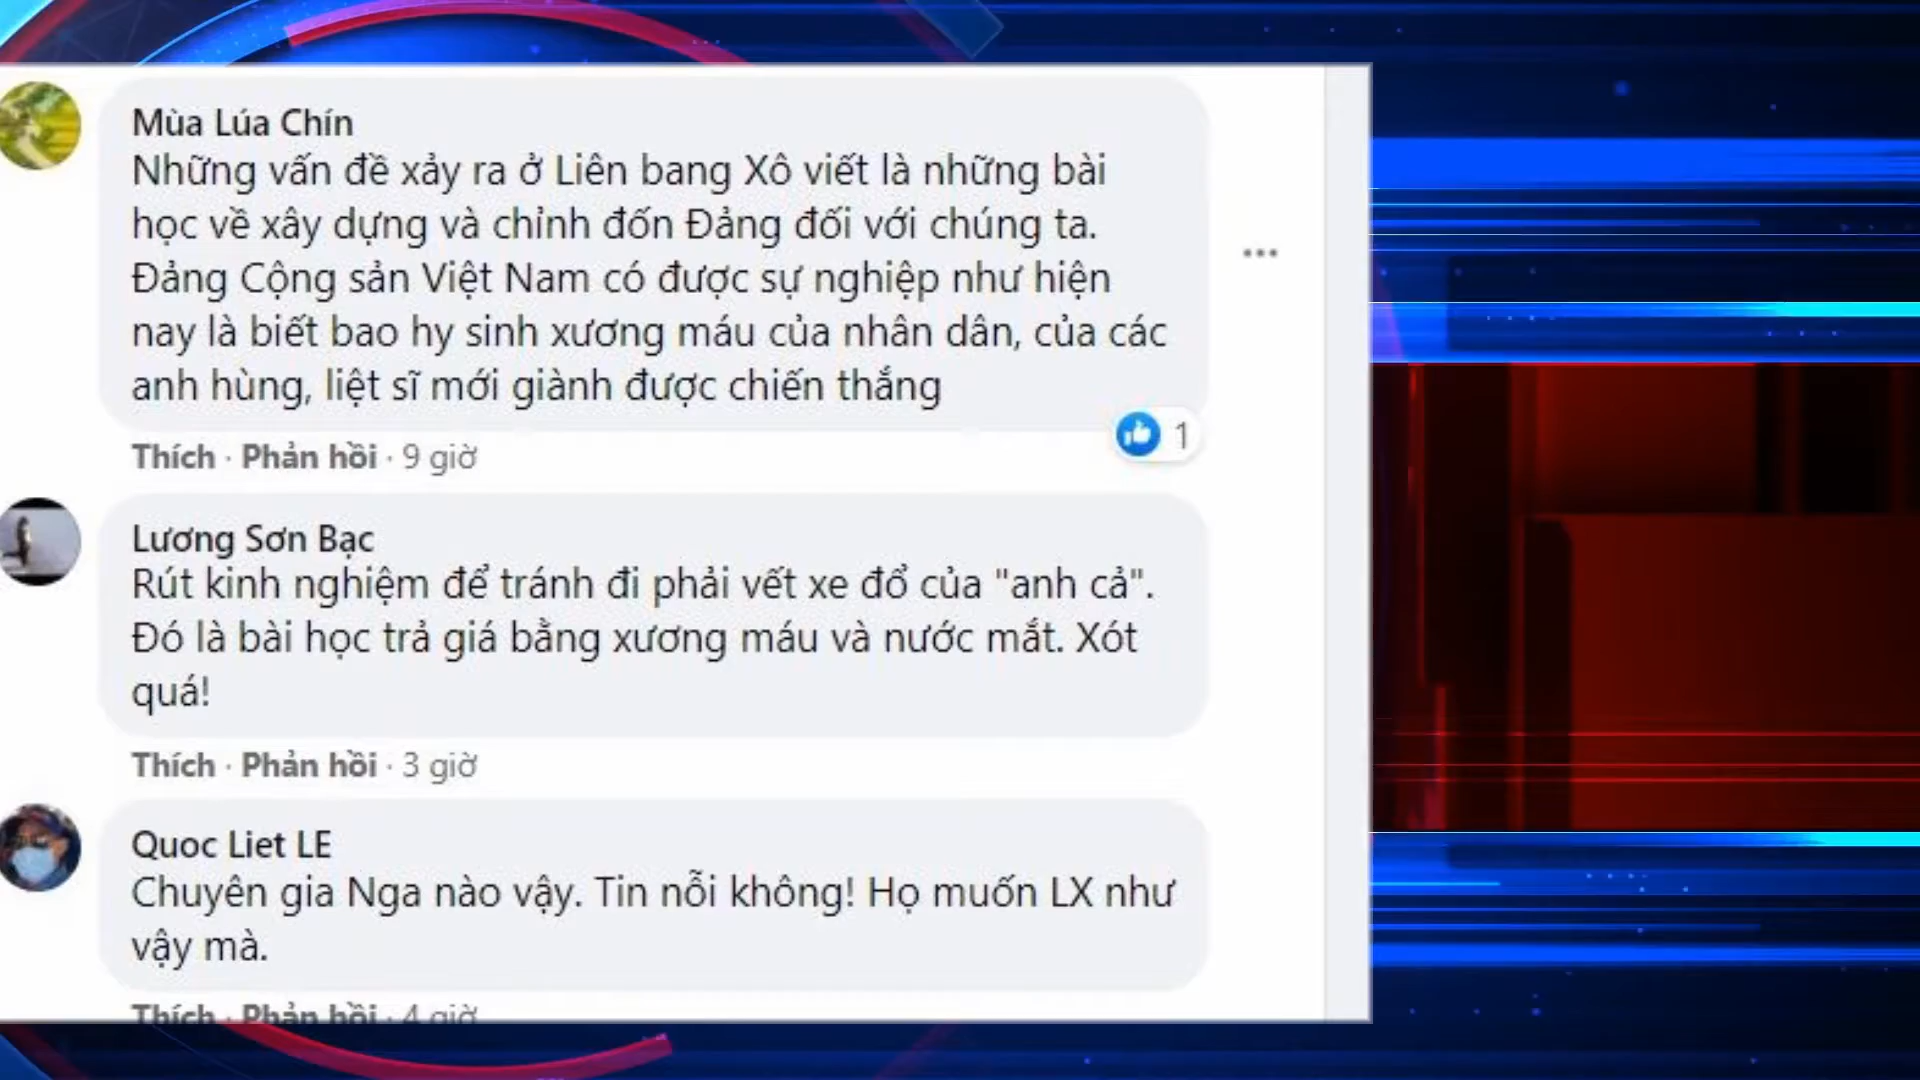 Mùa Lúa Chín
Những vấn đề xảy ra ở Liên bang Xô viết là những bài
học về xây dựng và chỉnh đốn Đảng đối với chúng ta.
Đảng Cộng sản Việt Nam có được sự nghiệp như hiện
nay là biết bao hy sinh xương máu của nhân dân, của các
anh hùng, liệt sĩ mới giành được chiến thắng
1
Thích · Phản hồi · 9 giờ
Lương Sơn Bạc
Rút kinh nghiệm để tránh đi phải vết xe đổ của "anh cả".
Đó là bài học trả giá bằng xương máu và nước mắt. Xót
quá!
Thích · Phản hồi · 3 giờ
Quoc Liet LE
Chuyên gia Nga nào vậy. Tin nỗi không! Họ muốn LX như
vậy mà.
Thích · Phản hồi · 4 giờ